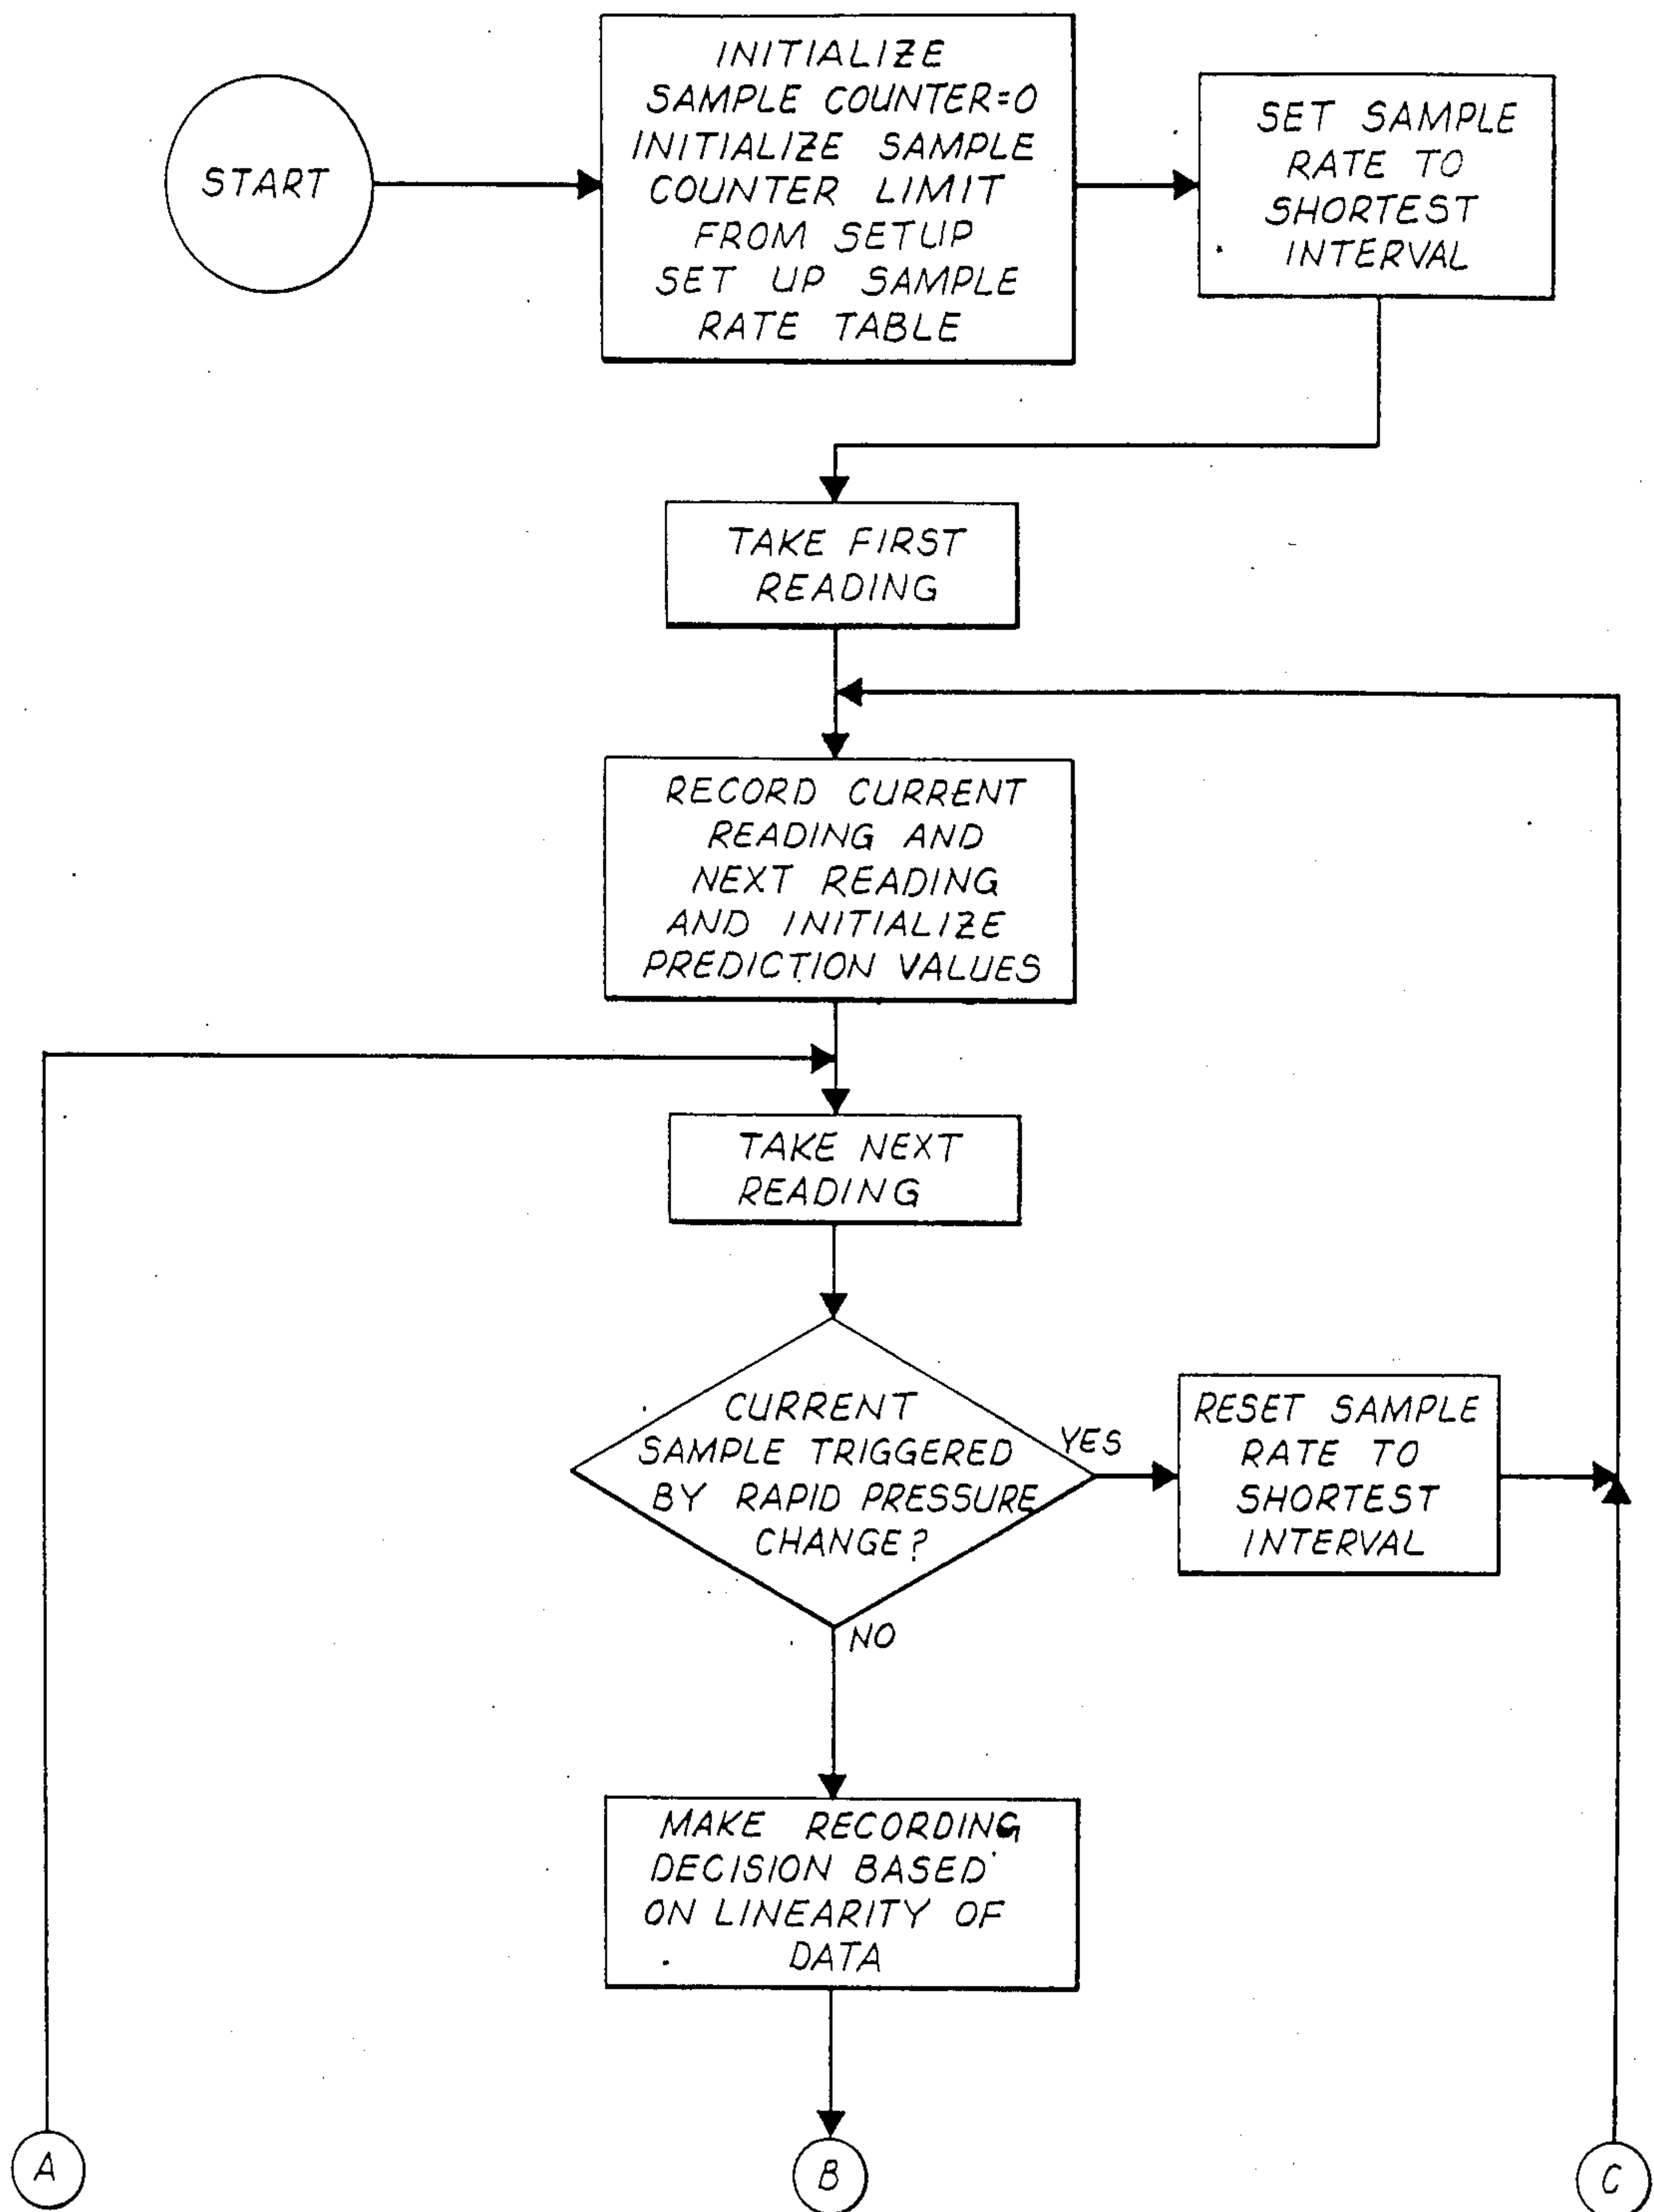 START
INITIALIZE
SAMPLE COUNTER=0
INITIALIZE SAMPLE
COUNTER LIMIT
FROM SETUP
SET UP SAMPLE
RATE TABLE
SET SAMPLE
RATE TO
SHORTEST
INTERVAL
TAKE FIRST
READING
RECORD CURRENT
READING AND
NEXT READING
AND INITIALIZE
PREDICTION VALUES
TAKE NEXT
READING
CURRENT
SAMPLE TRIGGERED
BY RAPID PRESSURE
CHANGE?
YES
RESET SAMPLE
RATE TO
SHORTEST
INTERVAL
NO
MAKE RECORDING
DECISION BASED
ON LINEARITY OF
DATA
A
B
C